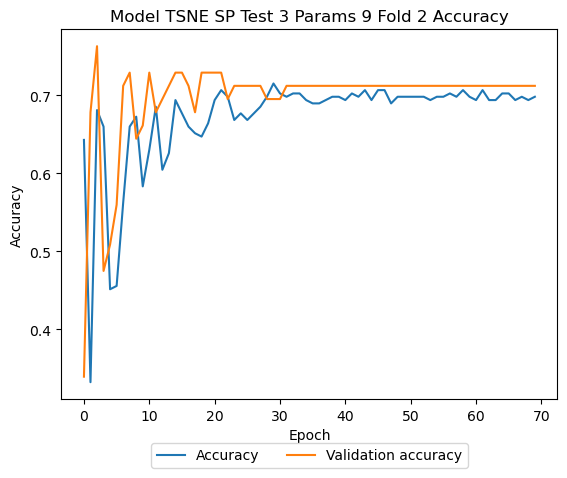 Model TSNE SP Test 3 Params 9 Fold 2 Accuracy
Accuracy
0.7
0.6
0.5
0.4
0 10 20 30 40 50 60 70
Epoch
Accuracy Validation accuracy